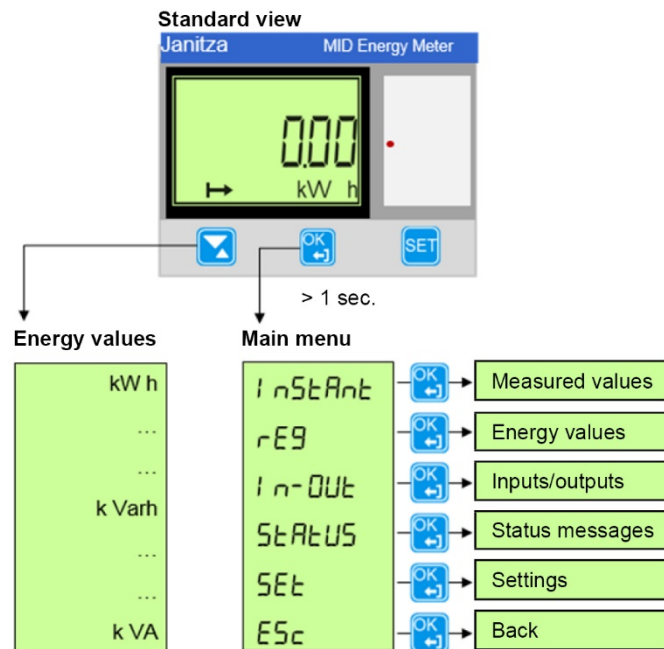 Standard view
Janitza MID Energy Meter
0.00
kW h
OK SET
> 1 sec.
Energy values Main menu
kW h
...
...
k Varh
...
...
k VA
InStAnt OK Measured values
rEg OK Energy values
In-OUt OK Inputs/outputs
StAtUS OK Status messages
SEt OK Settings
ESc OK Back